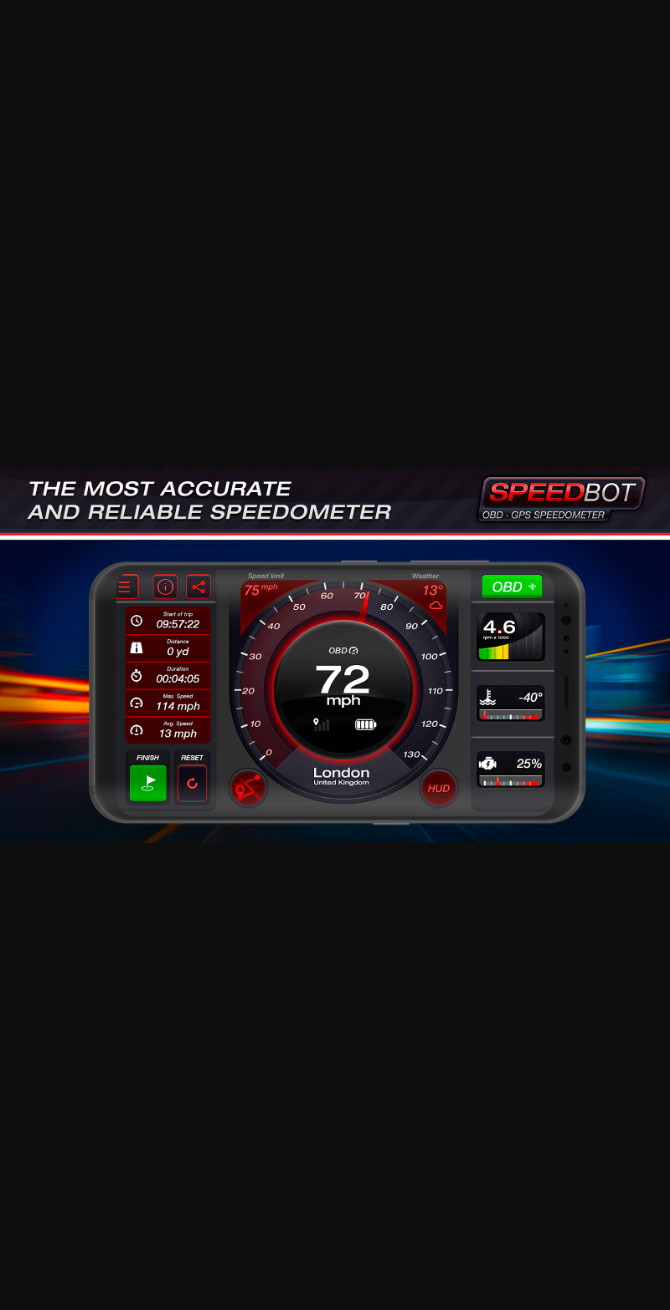 THE MOST ACCURATE
AND RELIABLE SPEEDOMETER
SPEEDBOT
OBD · GPS SPEEDOMETER
Start of trip
09:57:22
Distance
0 yd
Duration
00:04:05
Max. Speed
114 mph
Avg. Speed
13 mph
FINISH
RESET
Speed limit
75 mph
Weather
13°
0
10
20
30
40
50
60
70
80
90
100
110
120
130
OBD
72
mph
London
United Kingdom
HUD
OBD
4.6
rpm x 1000
-40°
25%